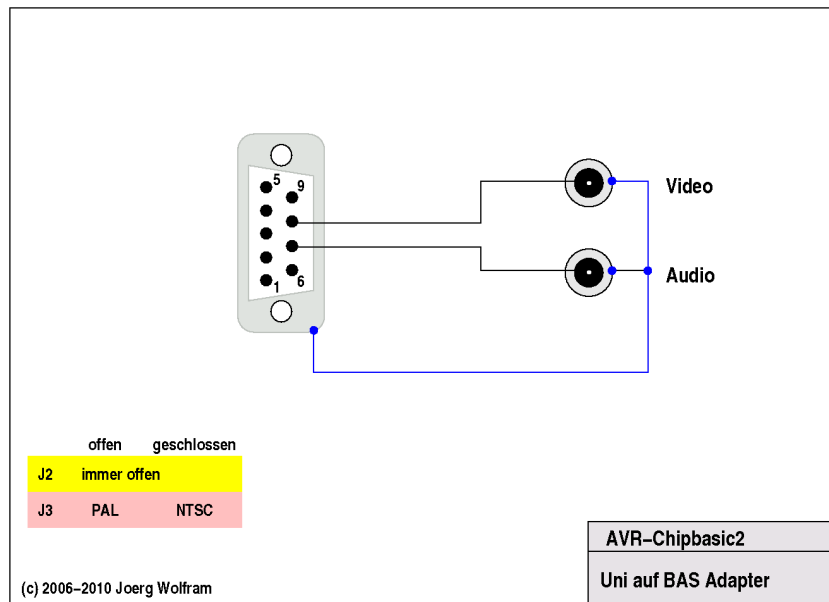 5
9
Video
Audio
1
6
offen geschlossen
J2 immer offen
J3 PAL NTSC
AVR-Chipbasic2
Uni auf BAS Adapter
(c) 2006-2010 Joerg Wolfram